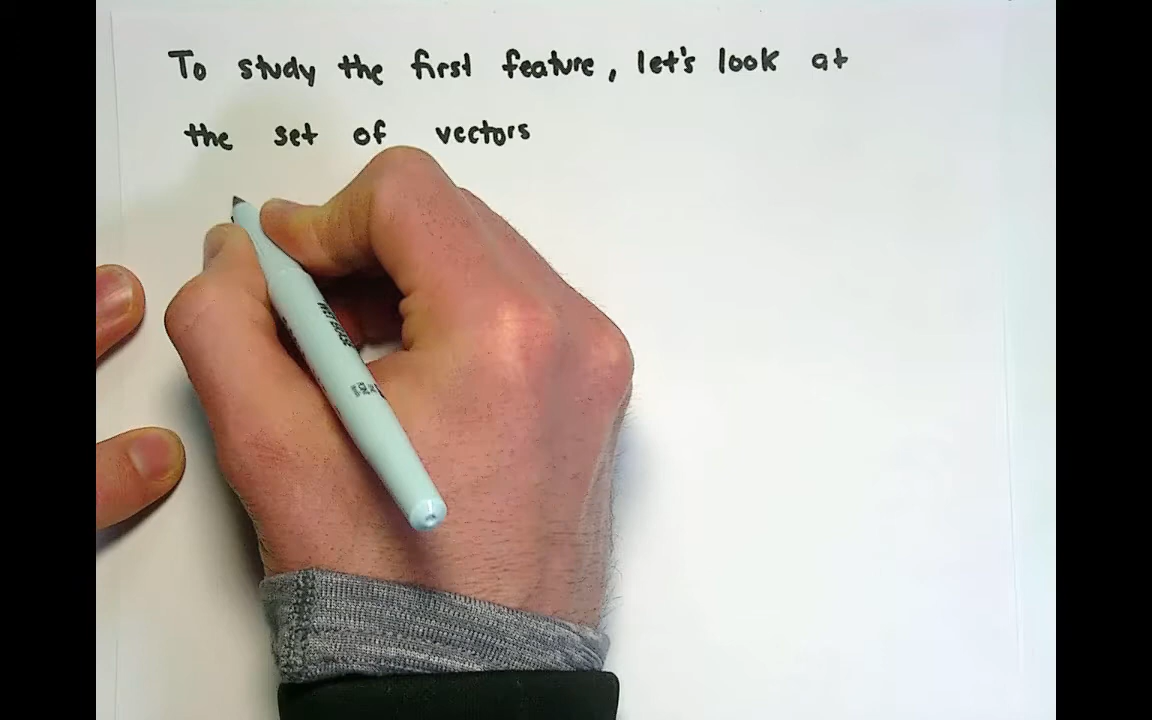 To study the first feature, let's look at
the set of vectors